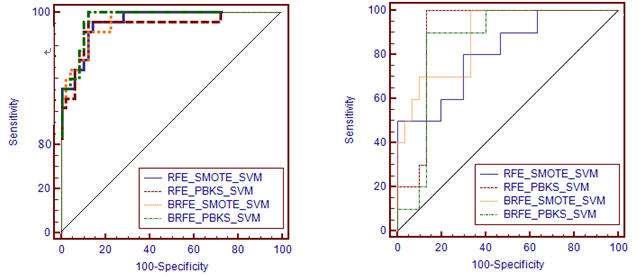 100
80
20
0
Sensitivity
RFE_SMOTE_SVM
RFE_PBKS_SVM
BRFE_SMOTE_SVM
BRFE_PBKS_SVM
0 20 40 60 80 100
100-Specificity
100
80
60
40
20
0
Sensitivity
RFE_SMOTE_SVM
RFE_PBKS_SVM
BRFE_SMOTE_SVM
BRFE_PBKS_SVM
0 20 40 60 80 100
100-Specificity